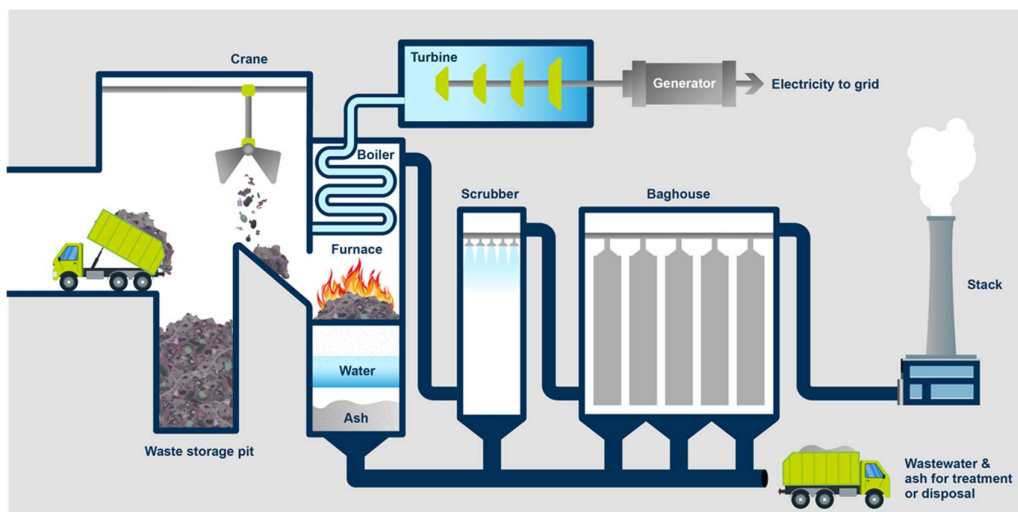 Crane
Turbine
Generator
Electricity to grid
Boiler
Scrubber
Baghouse
Furnace
Stack
Water
Ash
Waste storage pit
Wastewater &
ash for treatment
or disposal